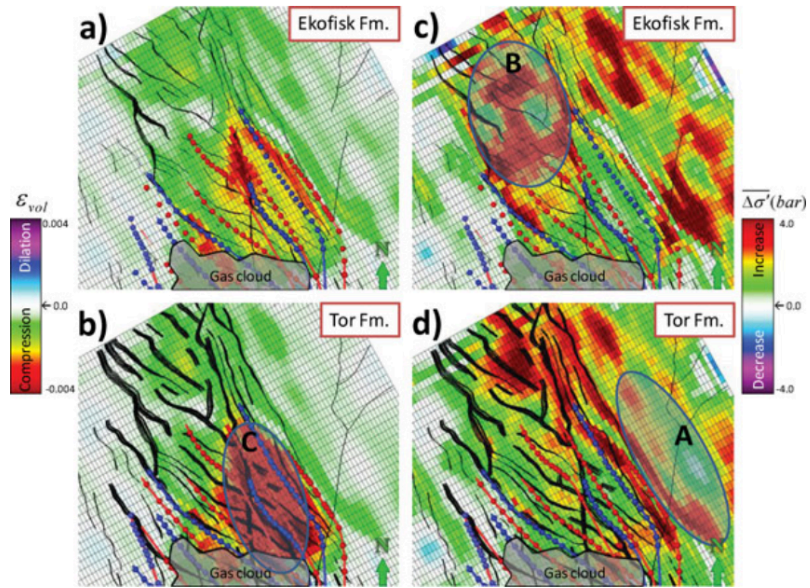 a)
Ekofisk Fm.
c)
Ekofisk Fm.
B
Gas cloud
N
Gas cloud
N
ε_vol
0.004
Dilation
0.0
Compression
-0.004
Δσ'(bar)
4.0
Increase
0.0
Decrease
-4.0
b)
Tor Fm.
d)
Tor Fm.
C
A
Gas cloud
N
Gas cloud
N